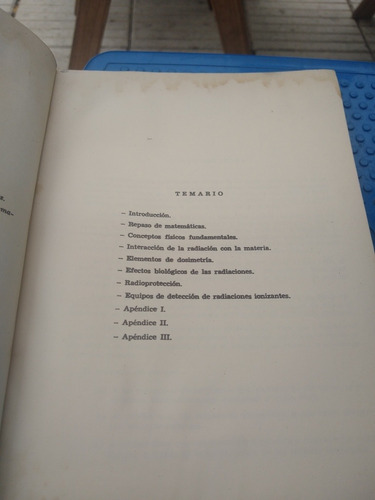 TEMARIO
– Introducción.
– Repaso de matemáticas.
– Conceptos físicos fundamentales.
– Interacción de la radiación con la materia.
– Elementos de dosimetría.
– Efectos biológicos de las radiaciones.
– Radioprotección.
– Equipos de detección de radiaciones ionizantes.
– Apéndice I.
– Apéndice II.
– Apéndice III.